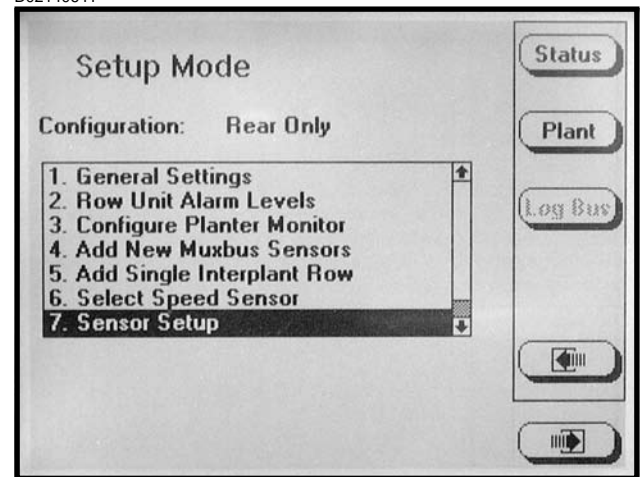 Setup Mode
Status
Configuration: Rear Only
Plant
1. General Settings
2. Row Unit Alarm Levels
3. Configure Planter Monitor
4. Add New Muxbus Sensors
5. Add Single Interplant Row
6. Select Speed Sensor
7. Sensor Setup
Log Bus